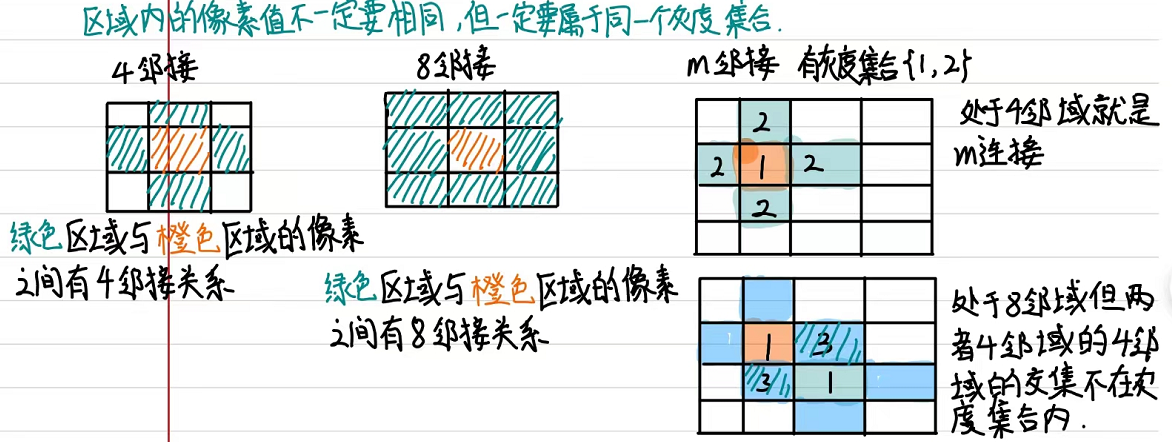 区域内的像素值不一定要相同,但一定要属于同一个灰度集合.
4邻接
8邻接
m邻接 有灰度集合{1,2}
2
2 1 2
2
处于4邻域就是
m连接
绿色区域与橙色区域的像素
之间有4邻接关系
绿色区域与橙色区域的像素
之间有8邻接关系
1 1 3
3 1
处于8邻域但两
者4邻域的4邻
域的交集不在灰
度集合内.